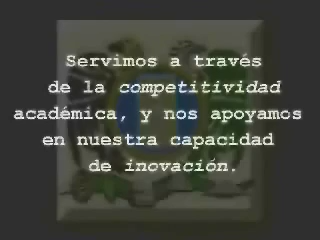 Servimos a través
de la competitividad
académica, y nos apoyamos
en nuestra capacidad
de inovación.